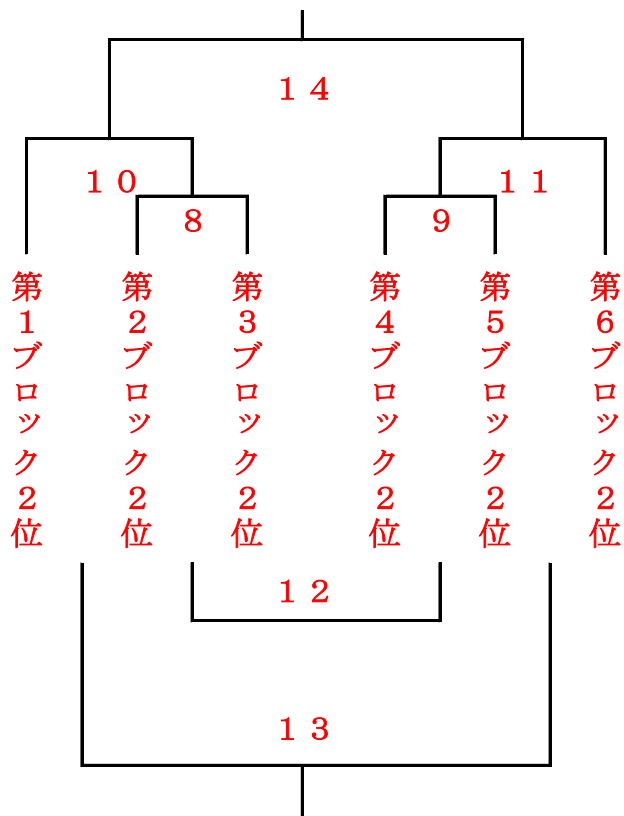 １４
１０
１１
８
９
第１ブロック２位
第２ブロック２位
第３ブロック２位
第４ブロック２位
第５ブロック２位
第６ブロック２位
１２
１３